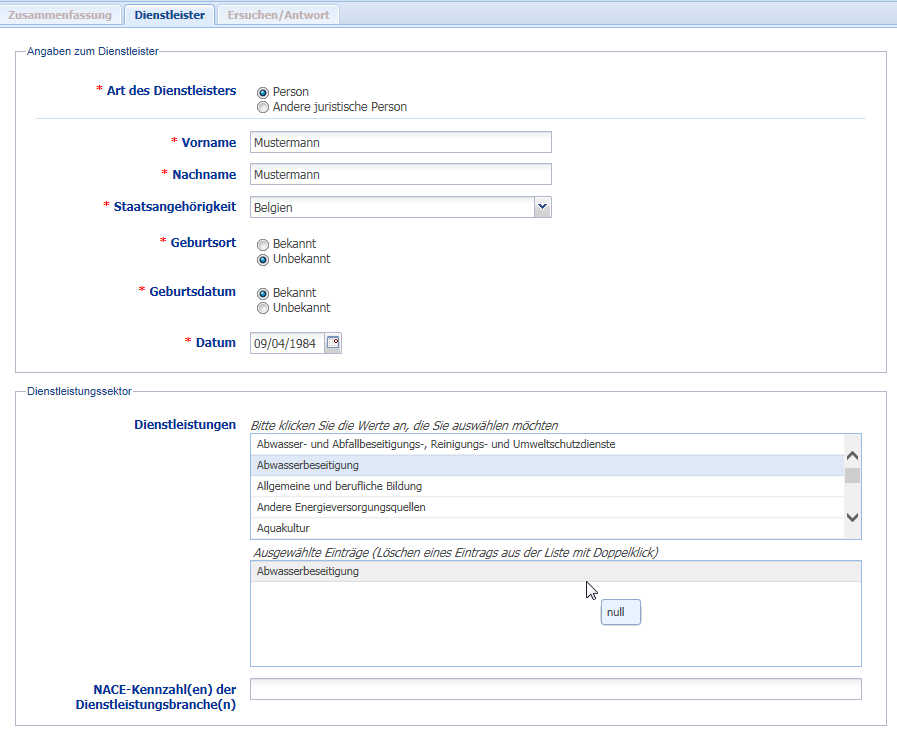 Zusammenfassung Dienstleister Ersuchen/Antwort
Angaben zum Dienstleister
* Art des Dienstleisters Person
Andere juristische Person
* Vorname Mustermann
* Nachname Mustermann
* Staatsangehörigkeit Belgien
* Geburtsort Bekannt
Unbekannt
* Geburtsdatum Bekannt
Unbekannt
* Datum 09/04/1984
Dienstleistungssektor
Dienstleistungen Bitte klicken Sie die Werte an, die Sie auswählen möchten
Abwasser- und Abfallbeseitigungs-, Reinigungs- und Umweltschutzdienste
Abwasserbeseitigung
Allgemeine und berufliche Bildung
Andere Energieversorgungsquellen
Aquakultur
Ausgewählte Einträge (Löschen eines Eintrags aus der Liste mit Doppelklick)
Abwasserbeseitigung
null
NACE-Kennzahl(en) der
Dienstleistungsbranche(n)